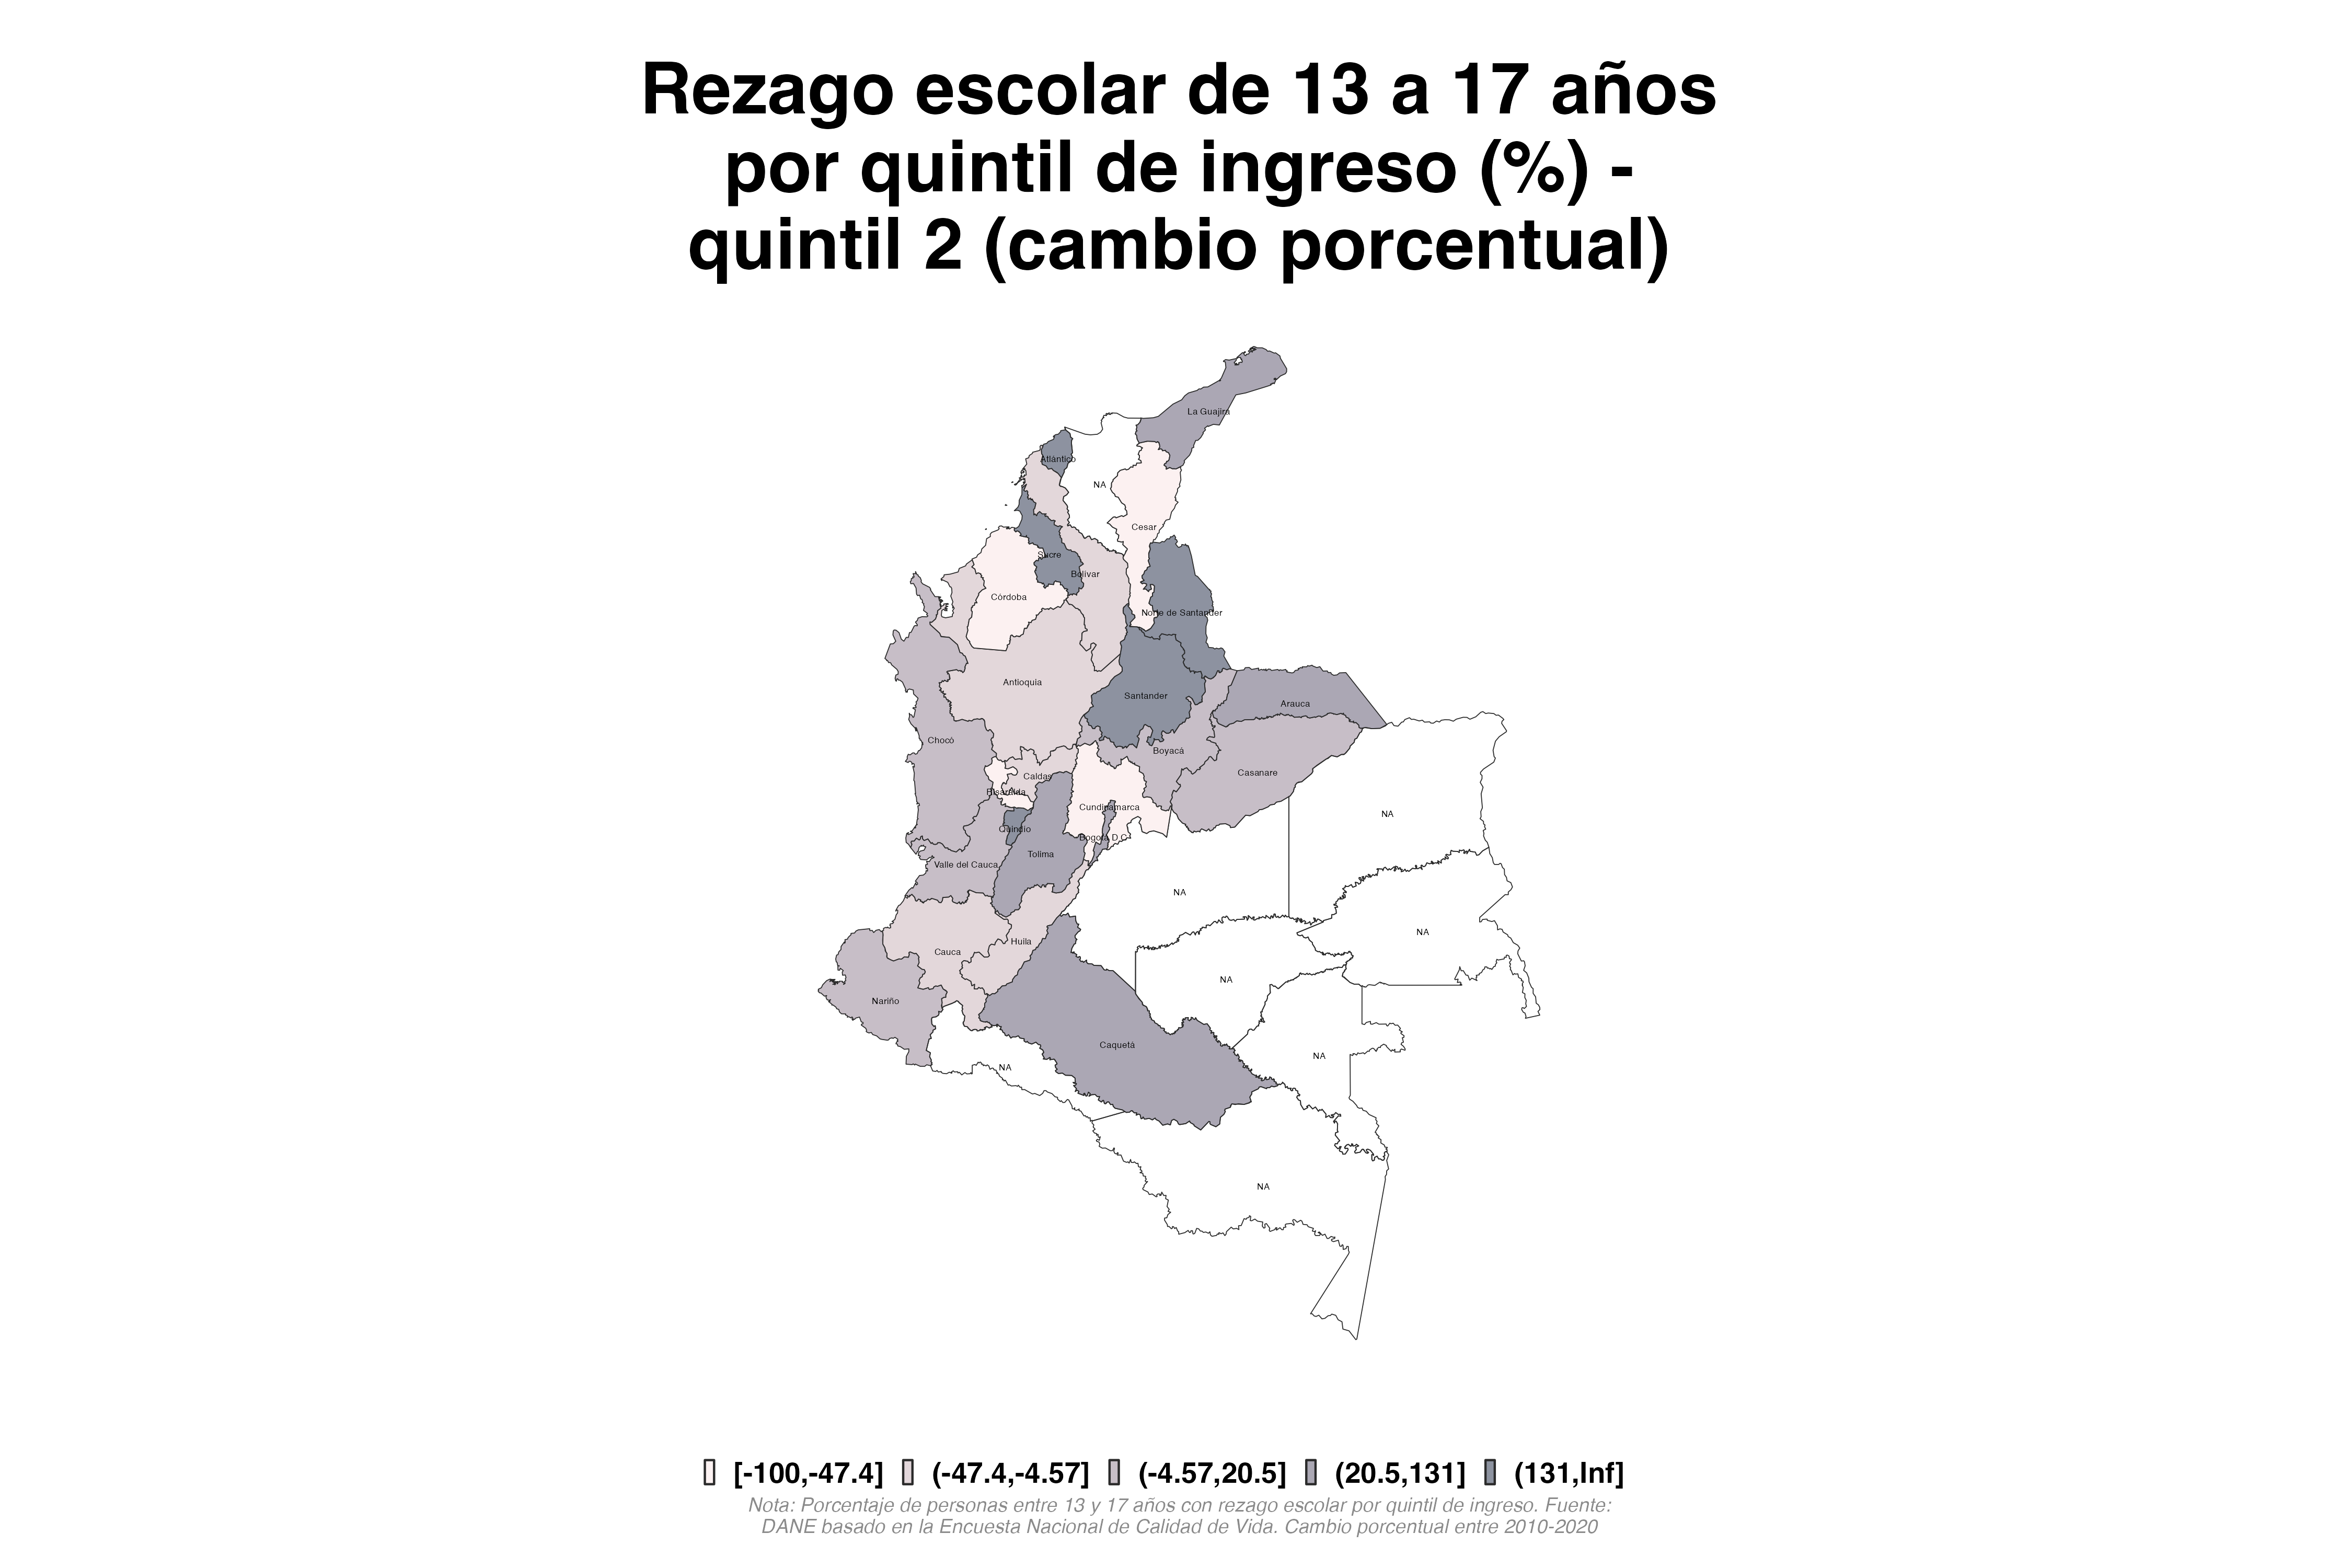 Rezago escolar de 13 a 17 años
por quintil de ingreso (%) -
quintil 2 (cambio porcentual)
La Guajira
Atlántico
NA
Cesar
Sucre
Bolívar
Córdoba
Norte de Santander
Antioquia
Santander
Arauca
Chocó
Boyacá
Casanare
Caldas
Risaralda
Cundinamarca
NA
Quindío
Bogotá D.C.
Tolima
Valle del Cauca
NA
NA
Huila
Cauca
NA
Nariño
Caquetá
NA
NA
NA
[-100,-47.4] (-47.4,-4.57] (-4.57,20.5] (20.5,131] (131,Inf]
Nota: Porcentaje de personas entre 13 y 17 años con rezago escolar por quintil de ingreso. Fuente:
DANE basado en la Encuesta Nacional de Calidad de Vida. Cambio porcentual entre 2010-2020